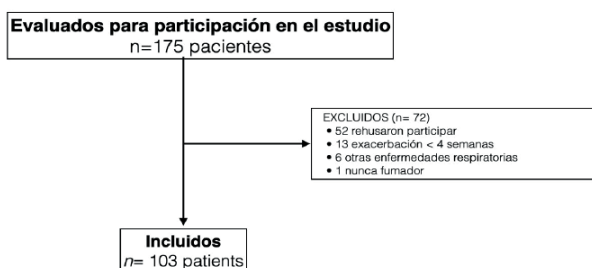 Evaluados para participación en el estudio
n=175 pacientes
EXCLUIDOS (n= 72)
• 52 rehusaron participar
• 13 exacerbación < 4 semanas
• 6 otras enfermedades respiratorias
• 1 nunca fumador
Incluidos
n= 103 patients